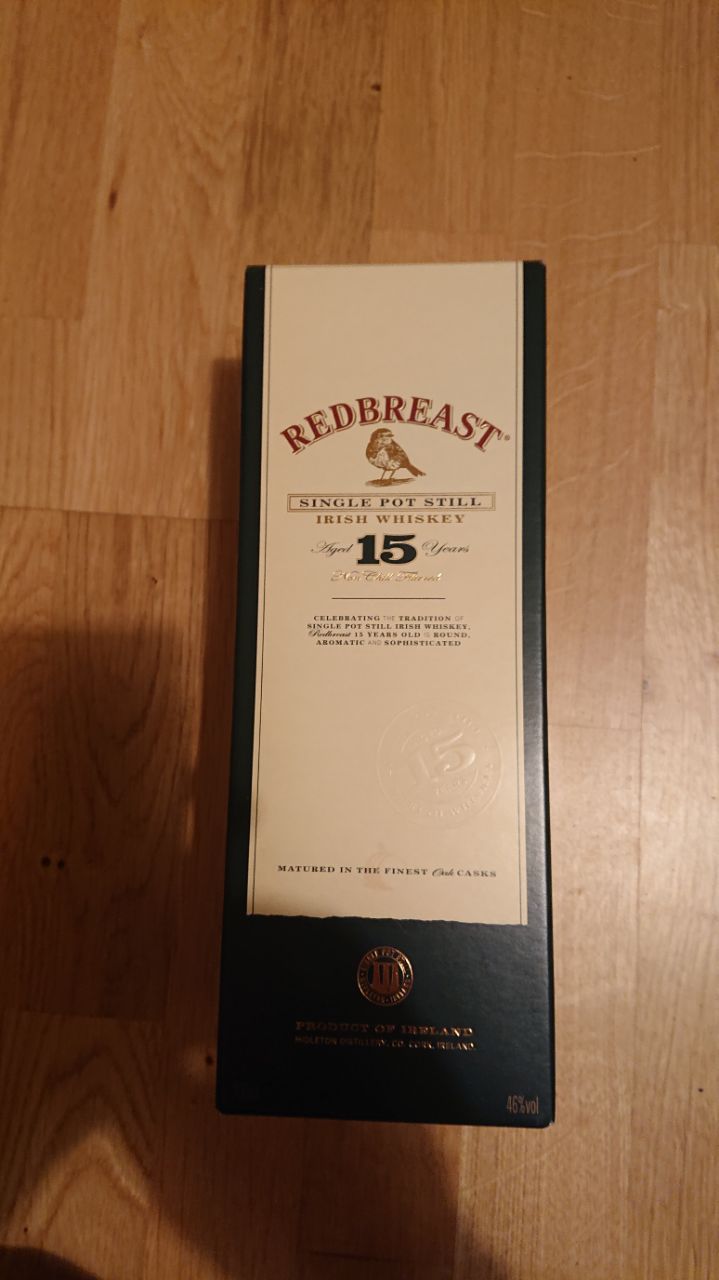 REDBREAST®
SINGLE POT STILL
IRISH WHISKEY
Aged 15 Years
Non Chill Filtered
CELEBRATING THE TRADITION OF
SINGLE POT STILL IRISH WHISKEY,
Redbreast 15 YEARS OLD IS ROUND,
AROMATIC AND SOPHISTICATED
15
MATURED IN THE FINEST Oak CASKS
PRODUCT OF IRELAND
MIDLETON DISTILLERY, CO. CORK, IRELAND.
46%vol